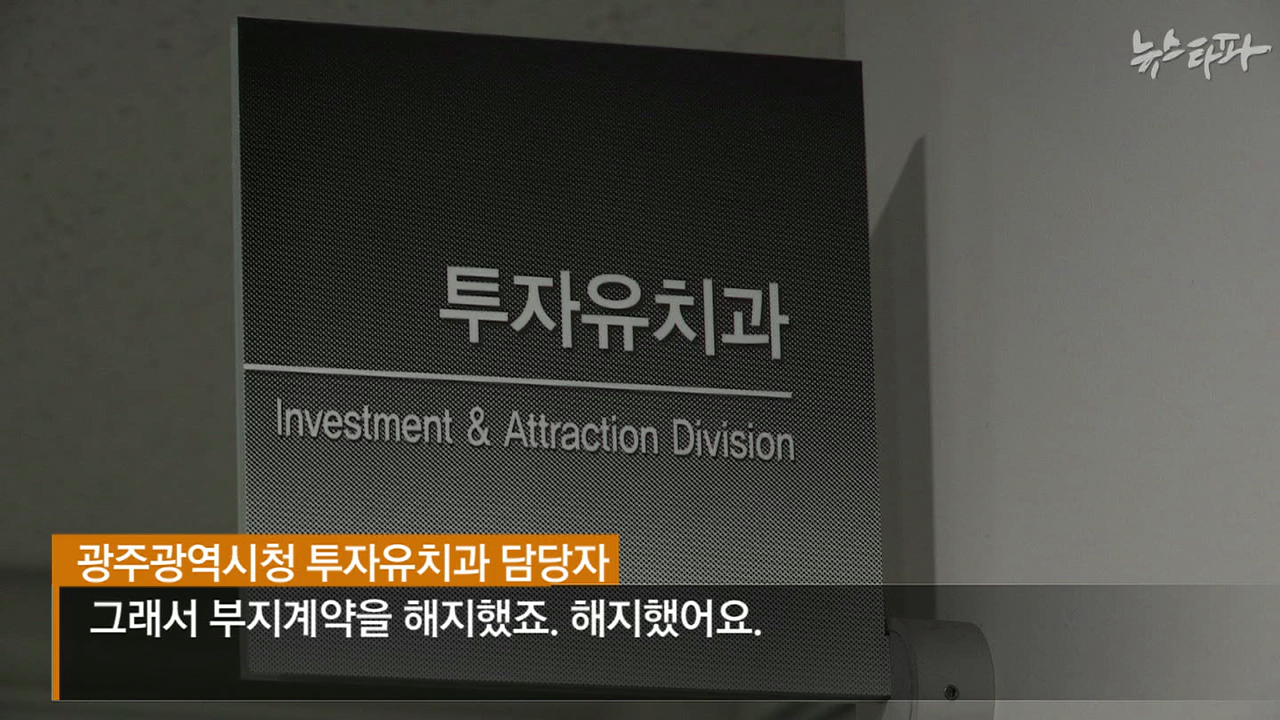 뉴스타파
투자유치과
Investment & Attraction Division
광주광역시청 투자유치과 담당자
그래서 부지계약을 해지했죠. 해지했어요.